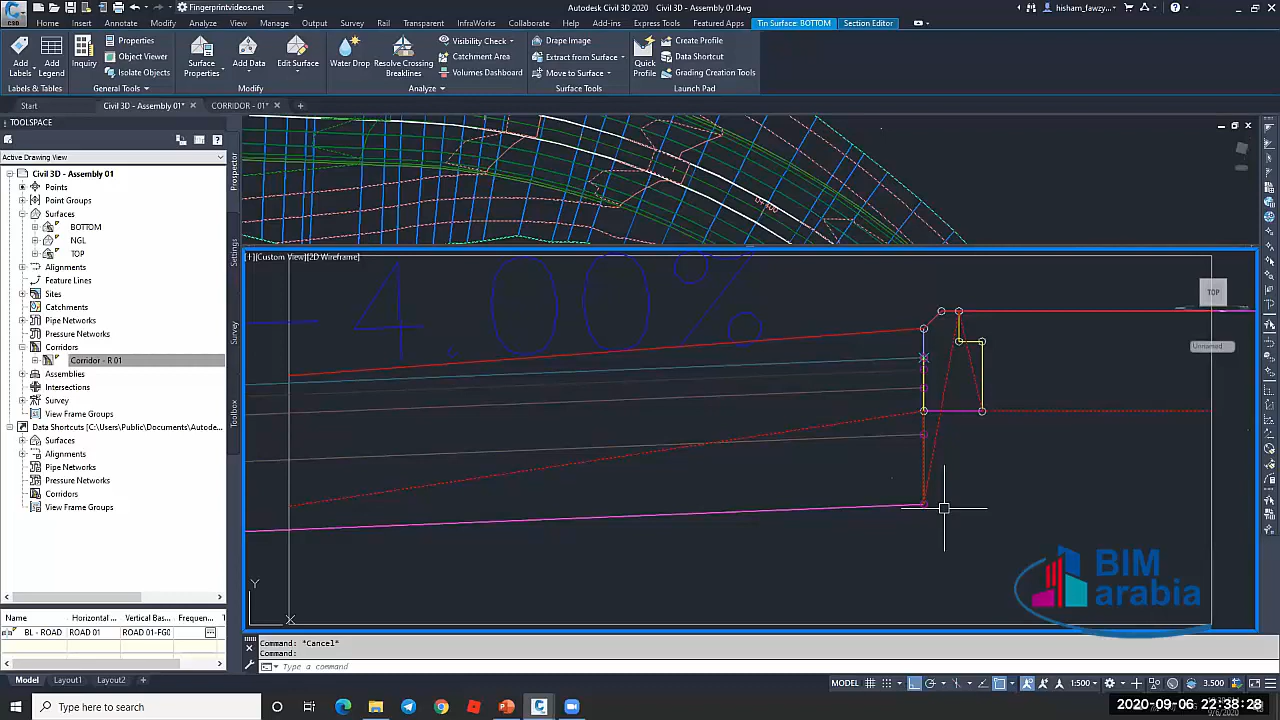 Fingerprintvideos.net
Autodesk Civil 3D 2020 Civil 3D - Assembly 01.dwg
Type a keyword or phrase
hisham_fawzy...
C3D
Home Insert Annotate Modify Analyze View Manage Output Survey Rail Transparent InfraWorks Collaborate Help Add-ins Express Tools Featured Apps Tin Surface: BOTTOM Section Editor
Add Labels
Add Legend
Labels & Tables
Inquiry
Properties
Object Viewer
Isolate Objects
General Tools
Surface Properties
Add Data
Edit Surface
Modify
Water Drop
Resolve Crossing Breaklines
Visibility Check
Catchment Area
Volumes Dashboard
Analyze
Drape Image
Extract from Surface
Move to Surface
Surface Tools
Quick Profile
Create Profile
Data Shortcut
Grading Creation Tools
Launch Pad
Start Civil 3D - Assembly 01* CORRIDOR - 01*
TOOLSPACE
Active Drawing View
Civil 3D - Assembly 01
Points
Point Groups
Surfaces
BOTTOM
NGL
TOP
Alignments
Feature Lines
Sites
Catchments
Pipe Networks
Pressure Networks
Corridors
Corridor - R 01
Assemblies
Intersections
Survey
View Frame Groups
Data Shortcuts [C:\Users\Public\Documents\Autode...
Surfaces
Alignments
Pipe Networks
Pressure Networks
Corridors
View Frame Groups
Prospector
Settings
Survey
Toolbox
Name Horizontal ... Vertical Bas... Frequen...
BL - ROAD ROAD 01 ROAD 01-FG0
[+][Custom View][2D Wireframe]
-4.00%
TOP
Unnamed
Y
X
BIM
arabia
Command: *Cancel*
Command:
Type a command
Model Layout1 Layout2
MODEL 1:500 3.500
Type here to search
2020-09-06 22:38:28